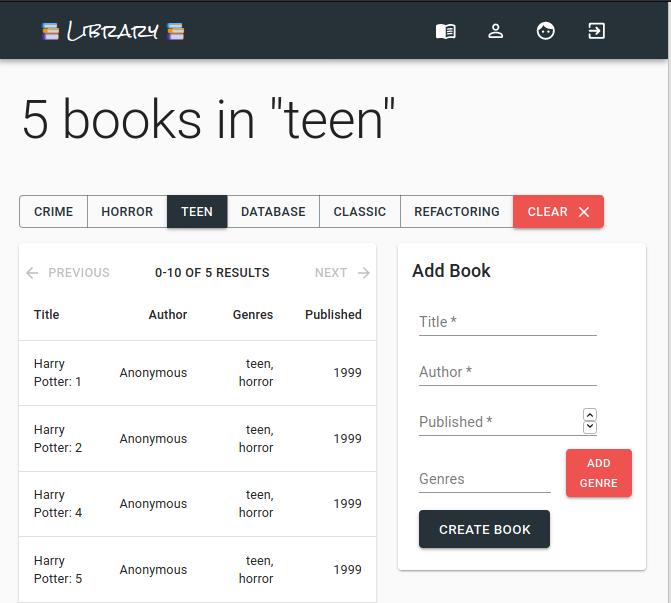 Library
5 books in "teen"
CRIME HORROR TEEN DATABASE CLASSIC REFACTORING CLEAR
PREVIOUS 0-10 OF 5 RESULTS NEXT
Title Author Genres Published
Harry Potter: 1 Anonymous teen, horror 1999
Harry Potter: 2 Anonymous teen, horror 1999
Harry Potter: 4 Anonymous teen, horror 1999
Harry Potter: 5 Anonymous teen, horror 1999
Add Book
Title *
Author *
Published *
Genres
ADD
GENRE
CREATE BOOK